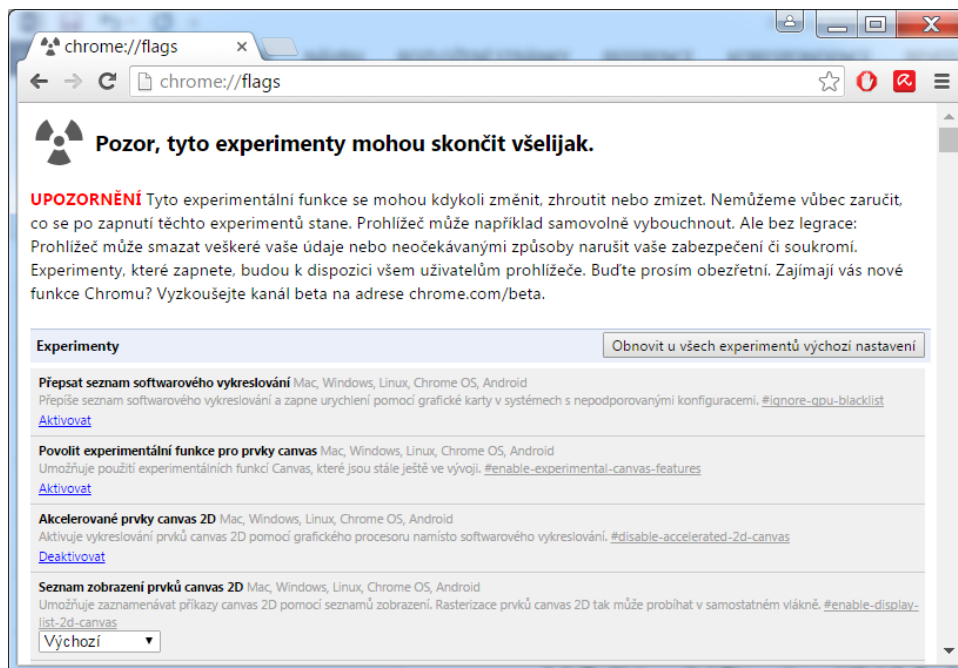 chrome://flags
chrome://flags
Pozor, tyto experimenty mohou skončit všelijak.
UPOZORNĚNÍ Tyto experimentální funkce se mohou kdykoli změnit, zhroutit nebo zmizet. Nemůžeme vůbec zaručit,
co se po zapnutí těchto experimentů stane. Prohlížeč může například samovolně vybouchnout. Ale bez legrace:
Prohlížeč může smazat veškeré vaše údaje nebo neočekávanými způsoby narušit vaše zabezpečení či soukromí.
Experimenty, které zapnete, budou k dispozici všem uživatelům prohlížeče. Buďte prosím obezřetní. Zajímají vás nové
funkce Chromu? Vyzkoušejte kanál beta na adrese chrome.com/beta.
Experimenty Obnovit u všech experimentů výchozí nastavení
Přepsat seznam softwarového vykreslování Mac, Windows, Linux, Chrome OS, Android
Přepíše seznam softwarového vykreslování a zapne urychlení pomocí grafické karty v systémech s nepodporovanými konfiguracemi. #ignore-gpu-blacklist
Aktivovat
Povolit experimentální funkce pro prvky canvas Mac, Windows, Linux, Chrome OS, Android
Umožňuje použití experimentálních funkcí Canvas, které jsou stále ještě ve vývoji. #enable-experimental-canvas-features
Aktivovat
Akcelerované prvky canvas 2D Mac, Windows, Linux, Chrome OS, Android
Aktivuje vykreslování prvků canvas 2D pomocí grafického procesoru namísto softwarového vykreslování. #disable-accelerated-2d-canvas
Deaktivovat
Seznam zobrazení prvků canvas 2D Mac, Windows, Linux, Chrome OS, Android
Umožňuje zaznamenávat příkazy canvas 2D pomocí seznamů zobrazení. Rasterizace prvků canvas 2D tak může probíhat v samostatném vlákně. #enable-display-
list-2d-canvas
Výchozí